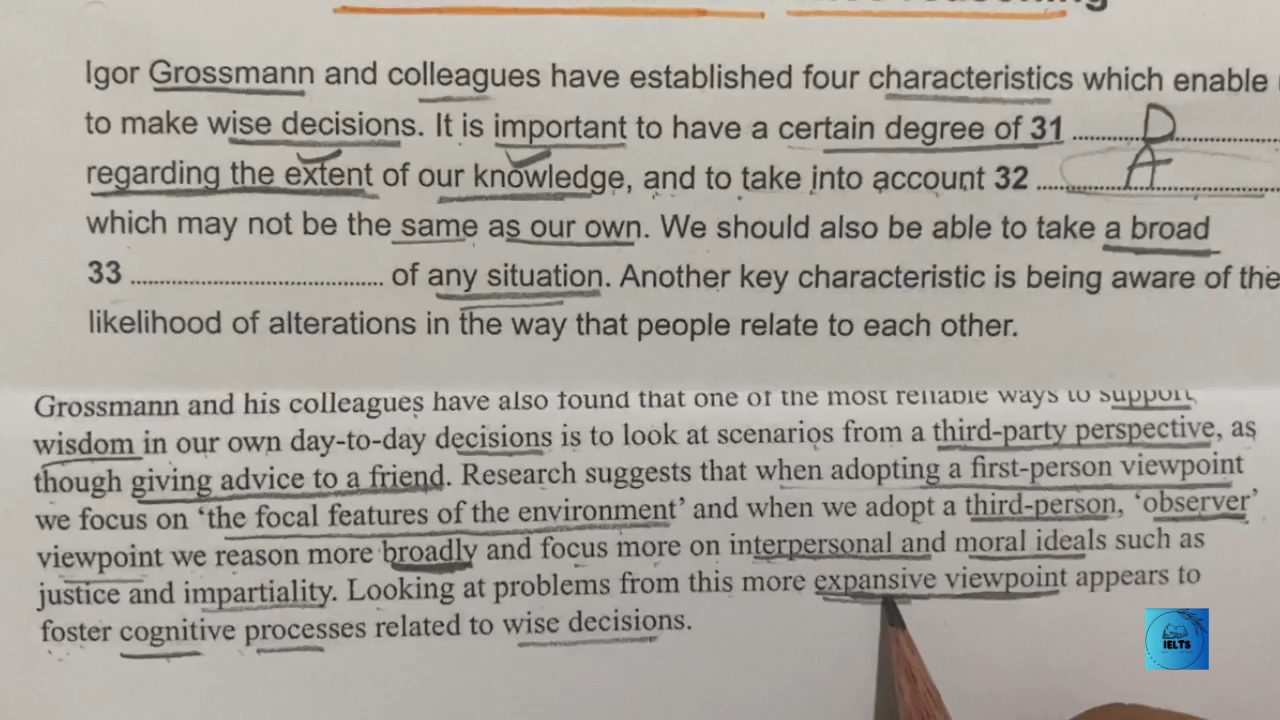 Igor Grossmann and colleagues have established four characteristics which enable
to make wise decisions. It is important to have a certain degree of 31 .................... D
regarding the extent of our knowledge, and to take into account 32 .................... A
which may not be the same as our own. We should also be able to take a broad
33 .................................... of any situation. Another key characteristic is being aware of the
likelihood of alterations in the way that people relate to each other.
Grossmann and his colleagues have also found that one of the most reliable ways to support
wisdom in our own day-to-day decisions is to look at scenarios from a third-party perspective, as
though giving advice to a friend. Research suggests that when adopting a first-person viewpoint
we focus on ‘the focal features of the environment’ and when we adopt a third-person, ‘observer’
viewpoint we reason more broadly and focus more on interpersonal and moral ideals such as
justice and impartiality. Looking at problems from this more expansive viewpoint appears to
foster cognitive processes related to wise decisions.
IELTS